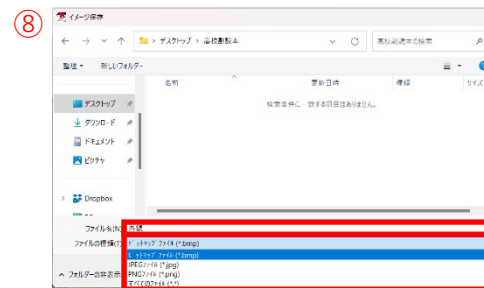 ⑧
イメージ保存
デスクトップ › 高校副読本
高校副読本の検索
整理 新しいフォルダー
名前 更新日時 種類 サイズ
検索条件に一致する項目はありません。
デスクトップ
ダウンロード
ドキュメント
ピクチャ
Dropbox
ファイル名(N) 外観
ファイルの種類(T) ビットマップ ファイル (*.bmp)
ビットマップ ファイル (*.bmp)
JPEGファイル (*.jpg)
PNGファイル (*.png)
すべてのファイル (*.*)
フォルダーの非表示